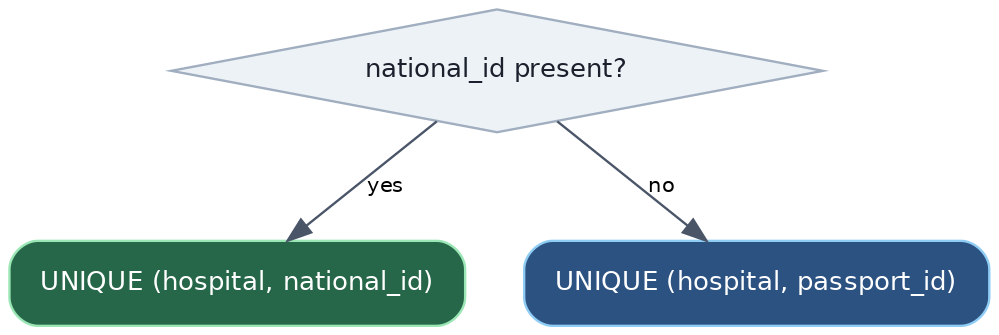 national_id present?
yes
no
UNIQUE (hospital, national_id)
UNIQUE (hospital, passport_id)